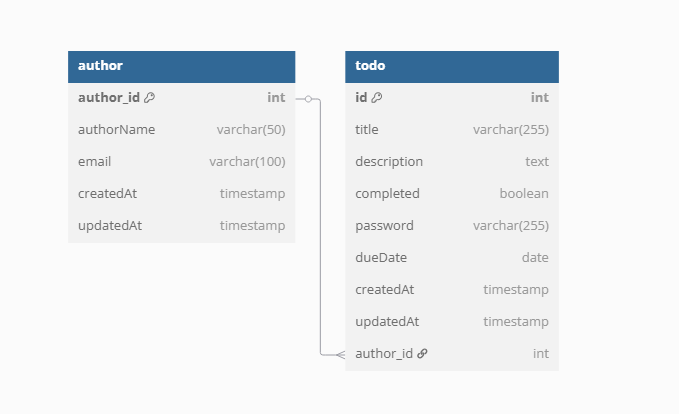 author
author_id int
authorName varchar(50)
email varchar(100)
createdAt timestamp
updatedAt timestamp
todo
id int
title varchar(255)
description text
completed boolean
password varchar(255)
dueDate date
createdAt timestamp
updatedAt timestamp
author_id int